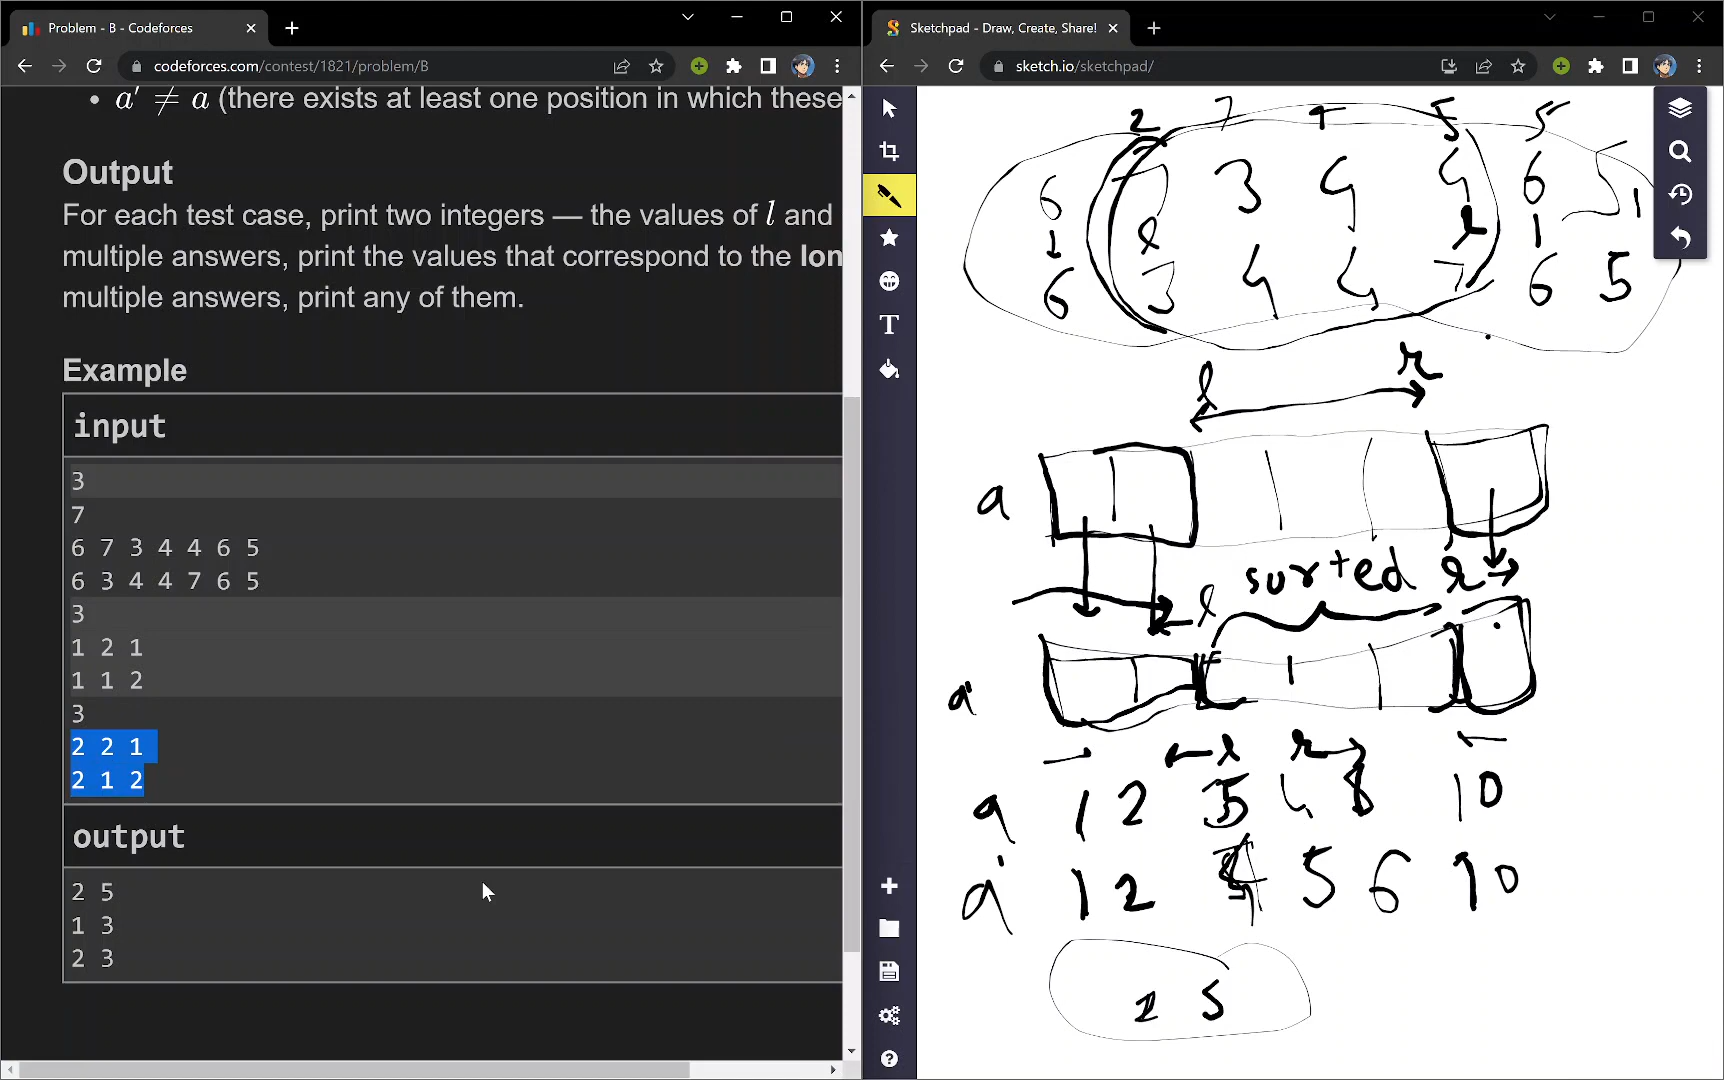 Problem - B - Codeforces
codeforces.com/contest/1821/problem/B
• a′ ≠ a (there exists at least one position in which these
Output
For each test case, print two integers — the values of l and
multiple answers, print the values that correspond to the lon
multiple answers, print any of them.
Example
input
3
7
6 7 3 4 4 6 5
6 3 4 4 7 6 5
3
1 2 1
1 1 2
3
2 2 1
2 1 2
output
2 5
1 3
2 3
Sketchpad - Draw, Create, Share!
sketch.io/sketchpad/
T
2 7 5 5
6 7 3 4 4 6 5
l r
6 3 4 4 7 6 5
l r
a
sorted r
l
a'
l r
a 1 2 5 4 8 10
a' 1 2 4 5 6 10
2 5